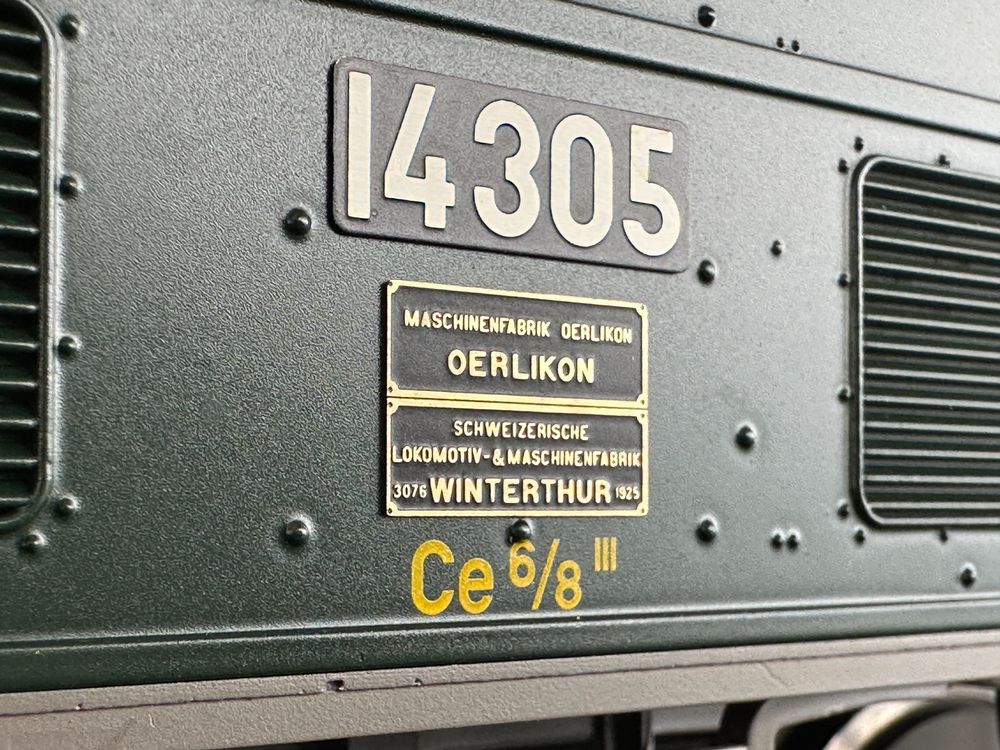 14305
MASCHINENFABRIK OERLIKON
OERLIKON
SCHWEIZERISCHE
LOKOMOTIV-&MASCHINENFABRIK
3076 WINTERTHUR 1925
Ce 6/8 III